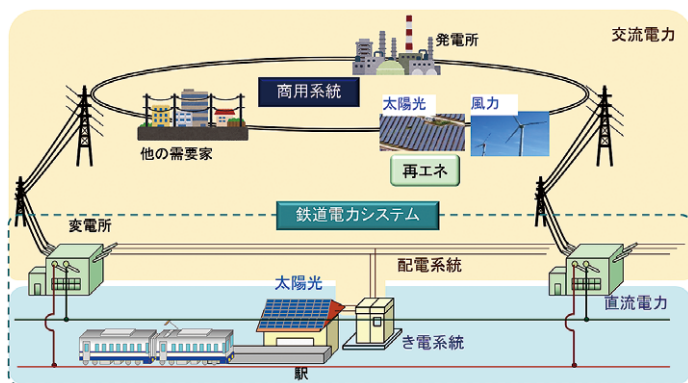 発電所
交流電力
商用系統
太陽光
風力
他の需要家
再エネ
鉄道電力システム
変電所
配電系統
太陽光
直流電力
き電系統
駅